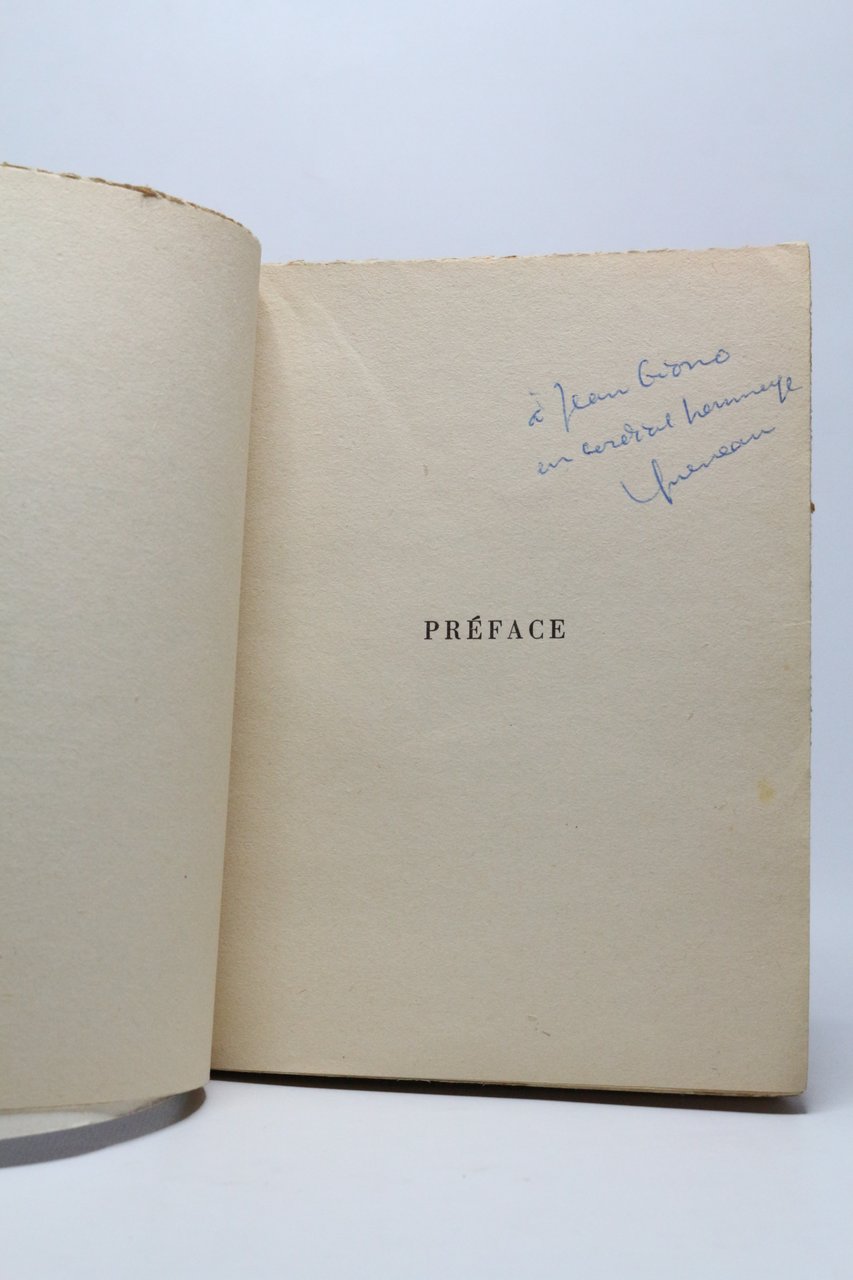 à Jean Giono
en cordial hommage
Queneau
PRÉFACE